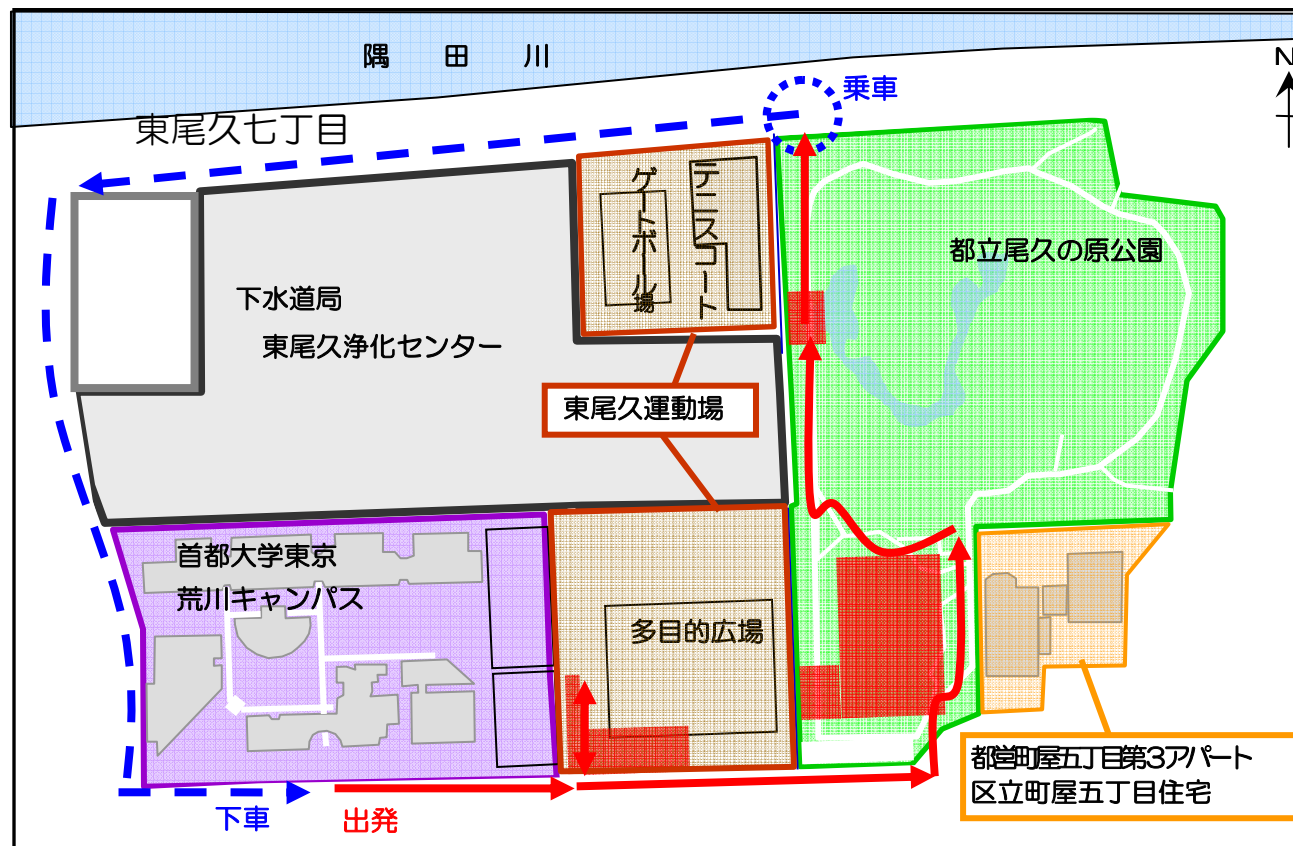 隅田川
N
乗車
東尾久七丁目
ゲートボール場
テニスコート
都立尾久の原公園
下水道局
東尾久浄化センター
東尾久運動場
首都大学東京
荒川キャンパス
多目的広場
都営町屋五丁目第3アパート
区立町屋五丁目住宅
下車
出発